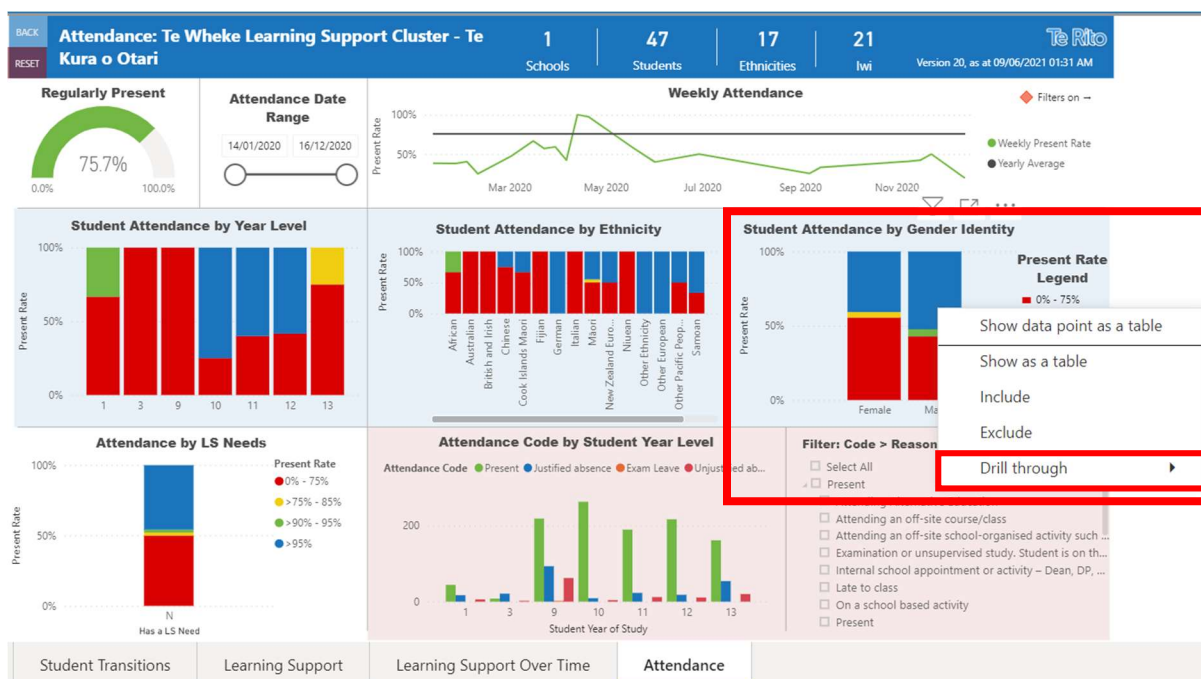 BACK
RESET
Attendance: Te Wheke Learning Support Cluster - Te
Kura o Otari
1
Schools
47
Students
17
Ethnicities
21
Iwi
Te Rito
Version 20, as at 09/06/2021 01:31 AM
Regularly Present
75.7%
0.0%
100.0%
Attendance Date
Range
14/01/2020
16/12/2020
Weekly Attendance
Filters on
Present Rate
100%
50%
Mar 2020
May 2020
Jul 2020
Sep 2020
Nov 2020
Weekly Present Rate
Yearly Average
Student Attendance by Year Level
Present Rate
100%
50%
0%
1
3
9
10
11
12
13
Student Attendance by Ethnicity
Present Rate
100%
50%
0%
African
Australian
British and Irish
Chinese
Cook Islands Maori
Fijian
German
Italian
Māori
New Zealand Euro...
Niuean
Other Ethnicity
Other European
Other Pacific Peop...
Samoan
Student Attendance by Gender Identity
Present Rate
100%
50%
0%
Female
Ma
Present Rate
Legend
0% - 75%
Show data point as a table
Show as a table
Include
Exclude
Drill through
Attendance by LS Needs
Present Rate
100%
50%
0%
N
Has a LS Need
Present Rate
0% - 75%
>75% - 85%
>90% - 95%
>95%
Attendance Code by Student Year Level
Attendance Code
Present
Justified absence
Exam Leave
Unjustified ab...
200
0
1
3
9
10
11
12
13
Student Year of Study
Filter: Code > Reason
Select All
Present
Attending an off-site course/class
Attending an off-site school-organised activity such ...
Examination or unsupervised study. Student is on th...
Internal school appointment or activity – Dean, DP, ...
Late to class
On a school based activity
Present
Student Transitions
Learning Support
Learning Support Over Time
Attendance